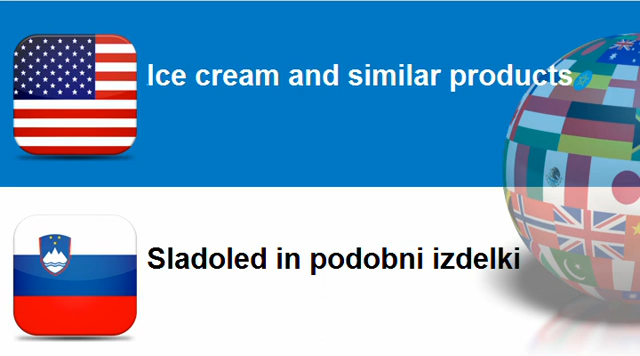 Ice cream and similar products
Sladoled in podobni izdelki